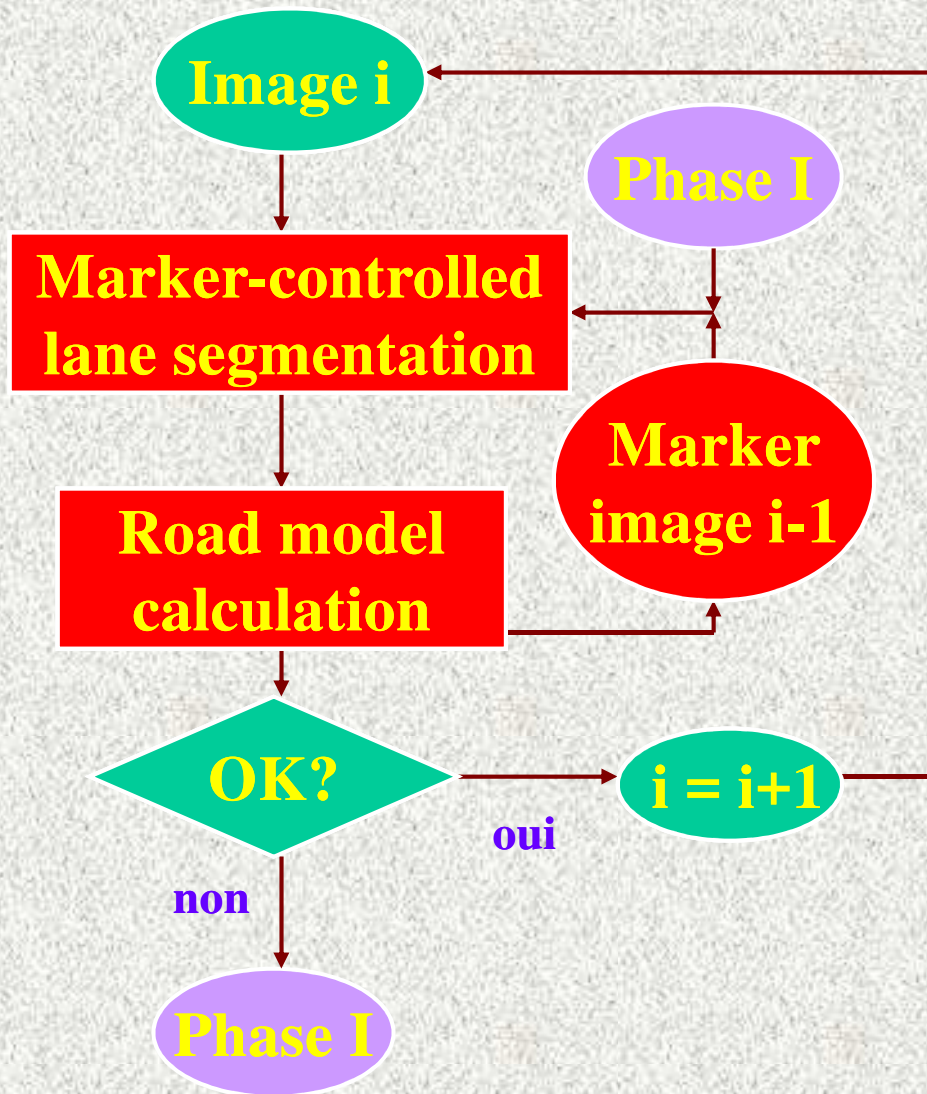 Image i
Phase I
Marker-controlled
lane segmentation
Marker
image i-1
Road model
calculation
OK?
i = i+1
oui
non
Phase I